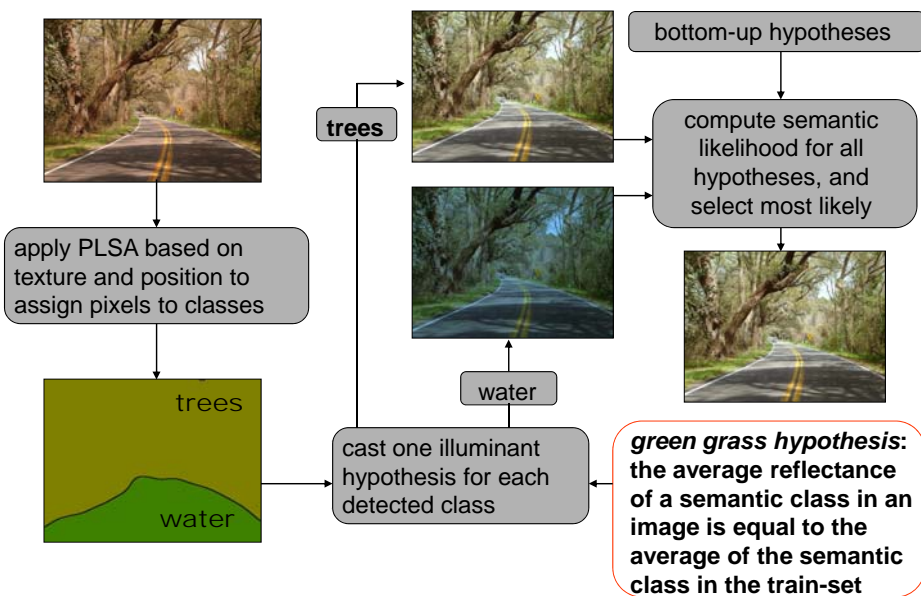 bottom-up hypotheses
trees
compute semantic
likelihood for all
hypotheses, and
select most likely
apply PLSA based on
texture and position to
assign pixels to classes
trees
water
water
cast one illuminant
hypothesis for each
detected class
green grass hypothesis:
the average reflectance
of a semantic class in an
image is equal to the
average of the semantic
class in the train-set